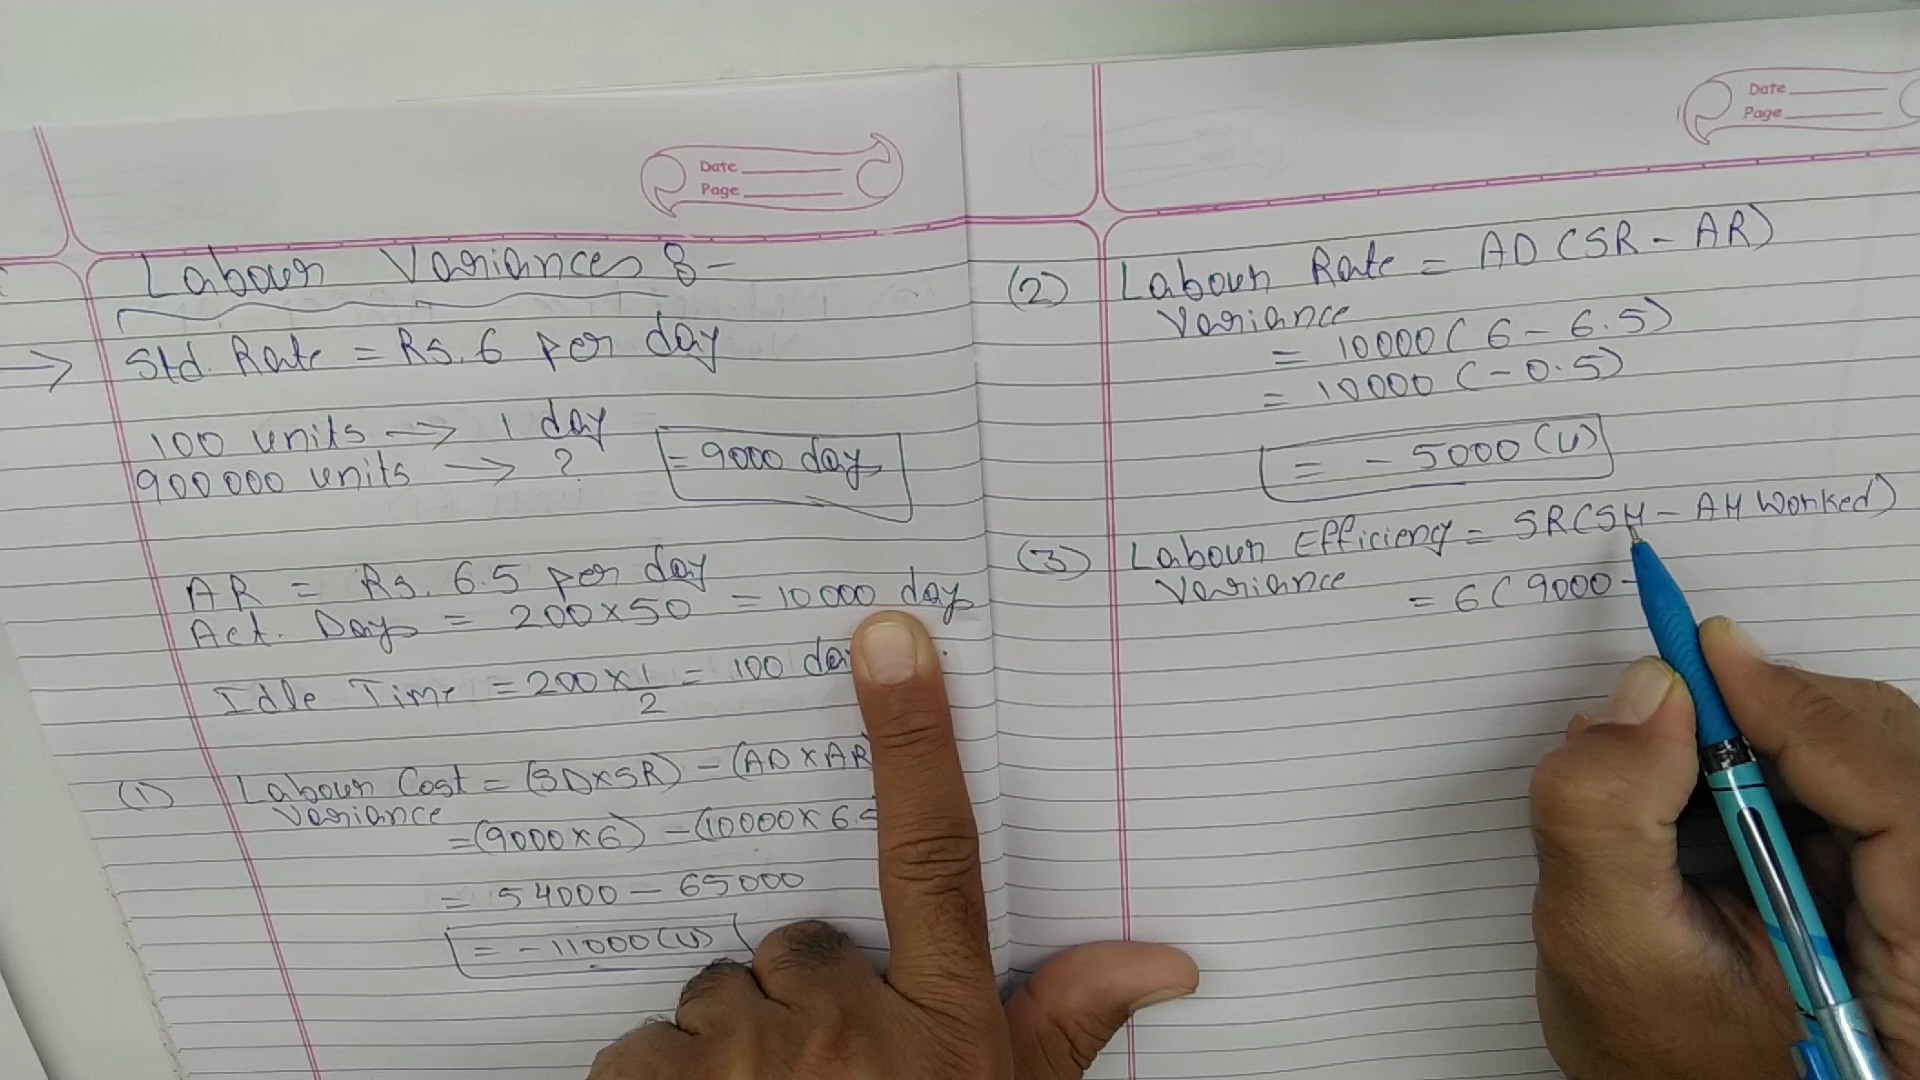 Date
Page
Labour Variances :-
Std. Rate = Rs. 6 per day
100 units → 1 day
900000 units → ?
= 9000 days
AR = Rs. 6.5 per day
Act. Days = 200 × 50 = 10000 days
Idle Time = 200 × 1/2 = 100
(1) Labour Cost = (SD×SR) - (AD×AR
Variance
= (9000×6) - (10000×6.5
= 54000 - 65000
= -11000 (U)
Date
Page
(2) Labour Rate = AD (SR - AR)
Variance
= 10000 (6 - 6.5)
= 10000 (-0.5)
= - 5000 (U)
(3) Labour Efficiency = SR (SH - AH Worked)
Variance
= 6 (9000 -